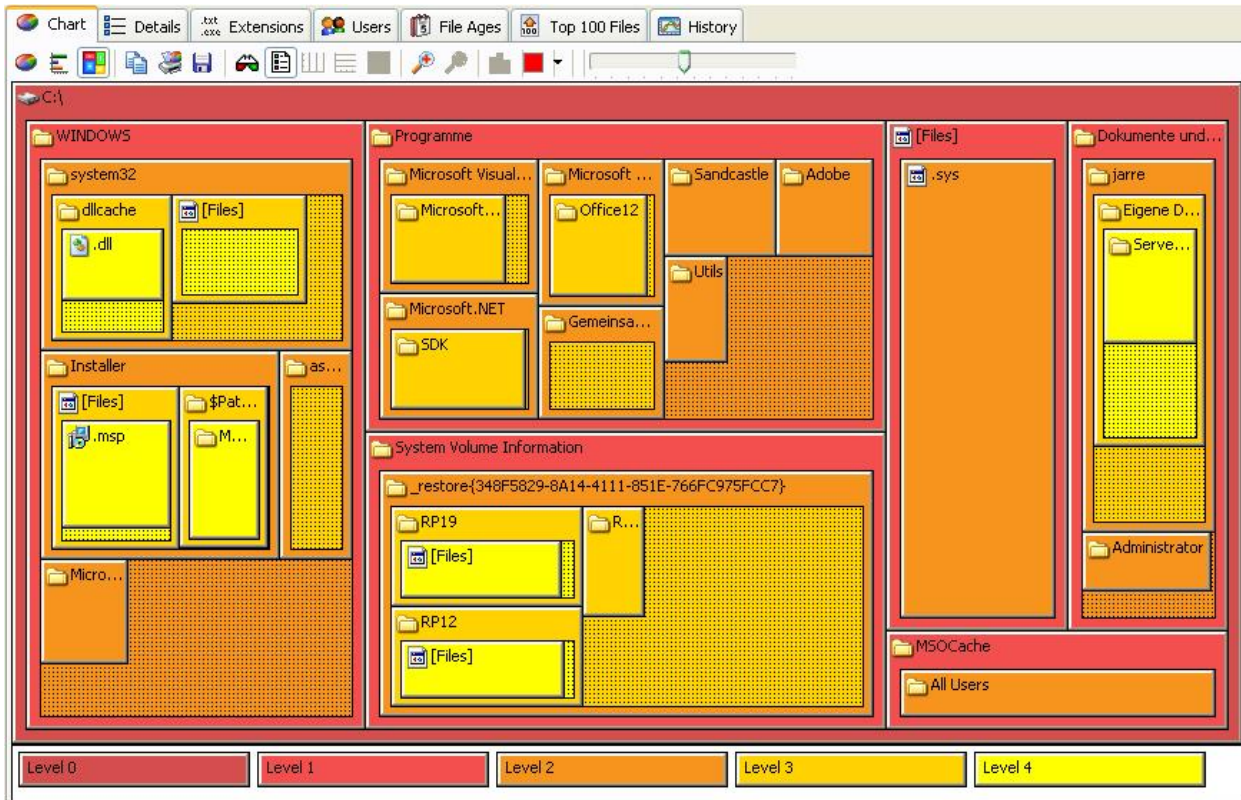 Chart Details .txt .exe Extensions Users 5 File Ages 100 Top 100 Files History
C:\
WINDOWS
system32
dllcache
.dll
[Files]
Installer
[Files]
.msp
$Pat...
M...
as...
Micro...
Programme
Microsoft Visual...
Microsoft...
Microsoft.NET
SDK
Microsoft ...
Office12
Gemeinsa...
Sandcastle
Adobe
Utils
System Volume Information
_restore{348F5829-8A14-4111-851E-766FC975FCC7}
RP19
[Files]
R...
RP12
[Files]
[Files]
.sys
Dokumente und...
jarre
Eigene D...
Serve...
Administrator
MSOCache
All Users
Level 0 Level 1 Level 2 Level 3 Level 4